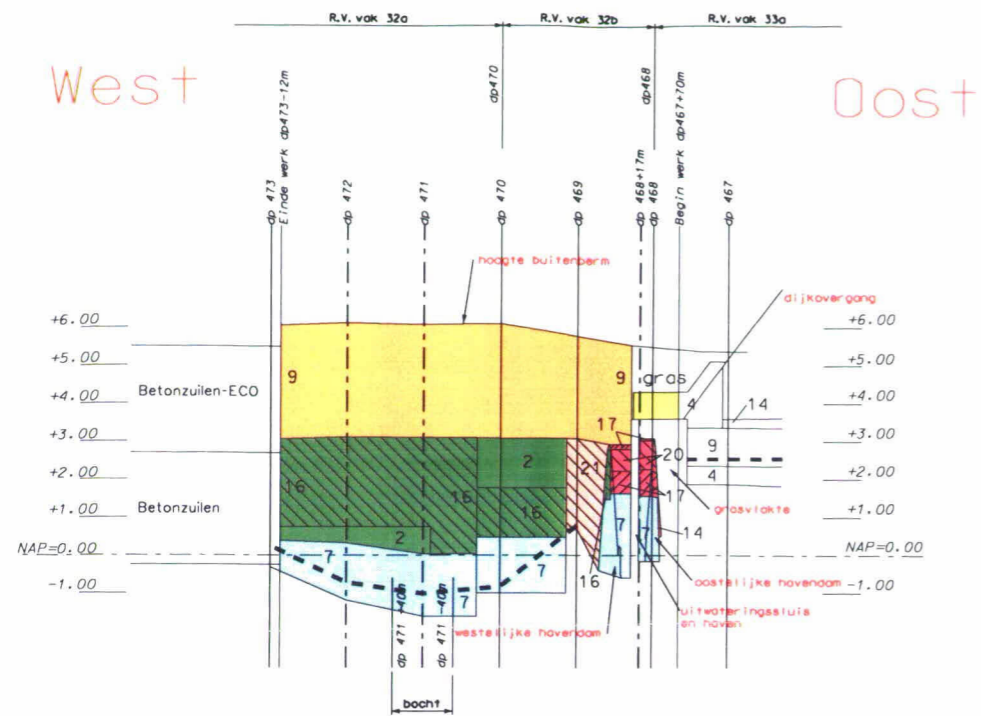 R.V. vak 32a
R.V. vak 32b
R.V. vak 33a
West
Oost
dp470
dp468
dp 473
Einde werk dp473-12m
dp 472
dp 471
dp 470
dp 469
dp 468+17m
dp 468
Begin werk dp467+70m
dp 467
hoogte buitenberm
dijkovergang
+6.00
+6.00
+5.00
+5.00
gras
Betonzuilen-ECO
9
9
+4.00
4
14
+4.00
+3.00
17
9
+3.00
20
2
21
4
+2.00
16
16
17
+2.00
Betonzuilen
16
grasvlakte
+1.00
2
7
7
14
+1.00
NAP=0.00
7
7
16
NAP=0.00
-1.00
7
oostelijke havendam
-1.00
uitwateringssluis
en haven
westelijke havendam
dp 471
-40m
dp 471
-40m
bocht